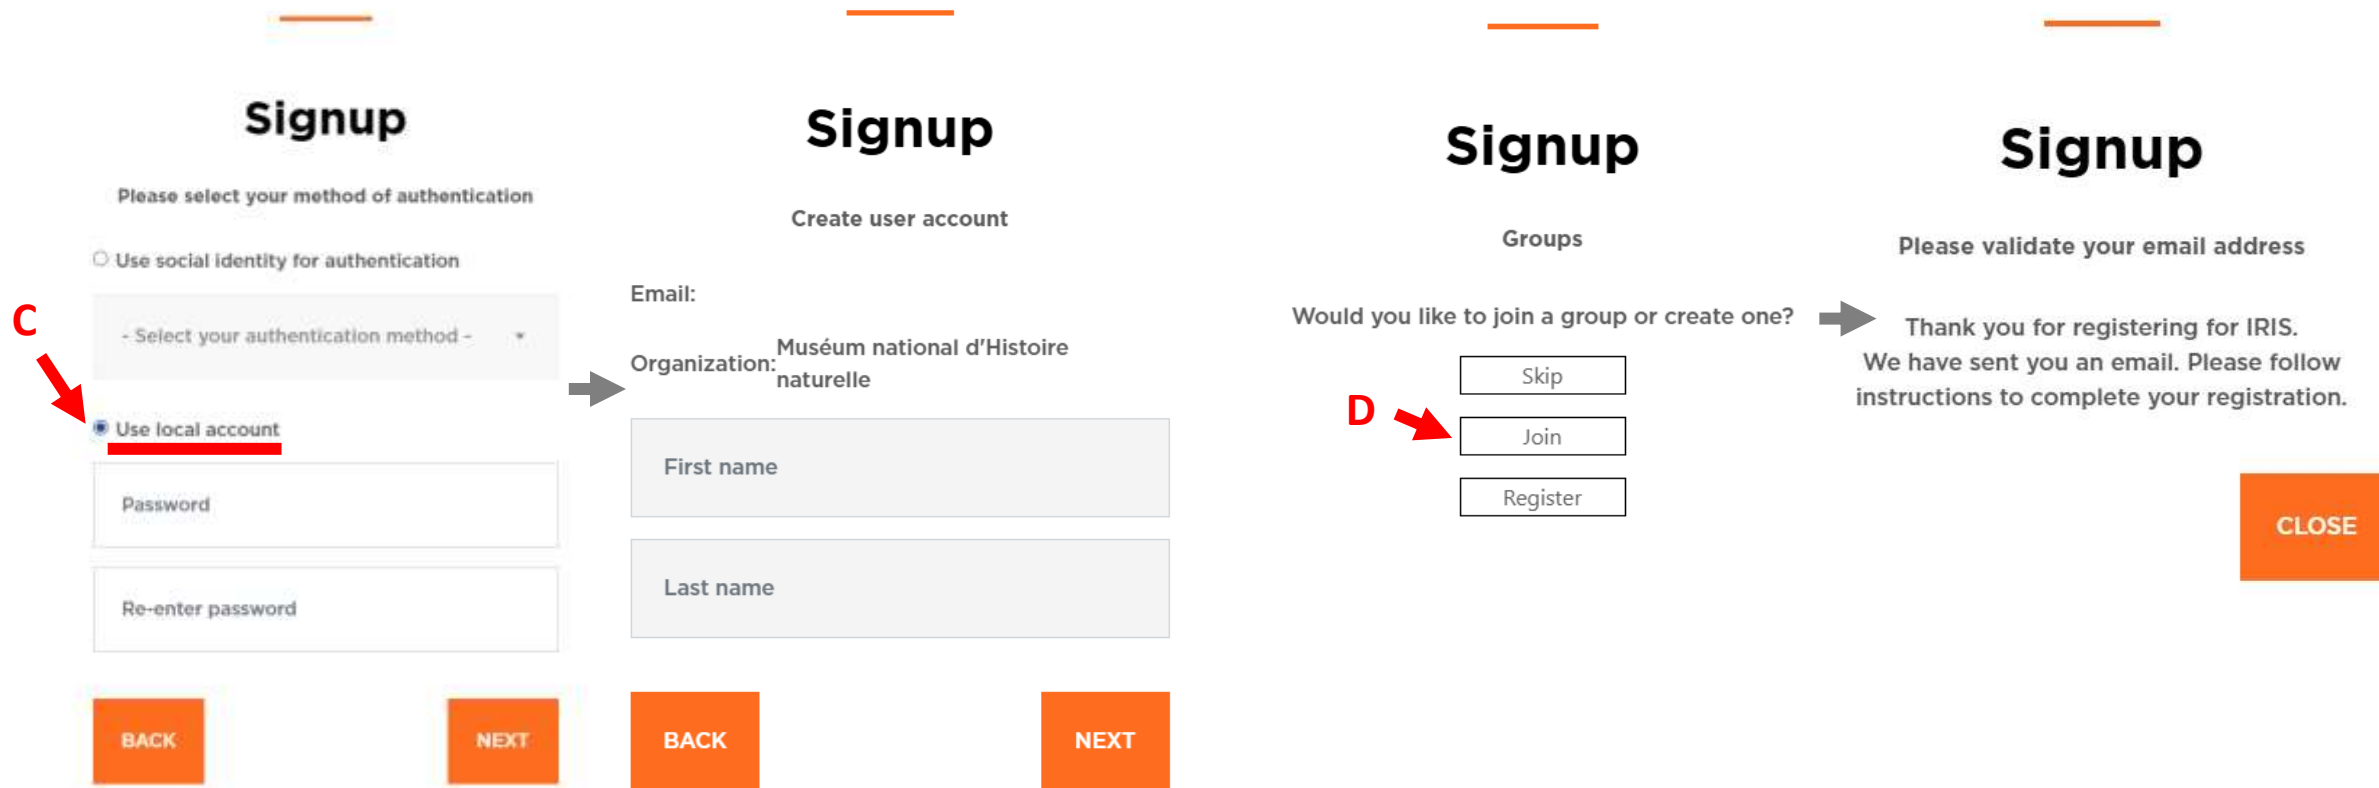 Signup
Please select your method of authentication
Use social identity for authentication
C
- Select your authentication method -
Use local account
Password
Re-enter password
BACK
NEXT
Signup
Create user account
Email:
Organization:
Muséum national d'Histoire
naturelle
First name
Last name
BACK
NEXT
Signup
Groups
Would you like to join a group or create one?
Skip
D
Join
Register
Signup
Please validate your email address
Thank you for registering for IRIS.
We have sent you an email. Please follow
instructions to complete your registration.
CLOSE